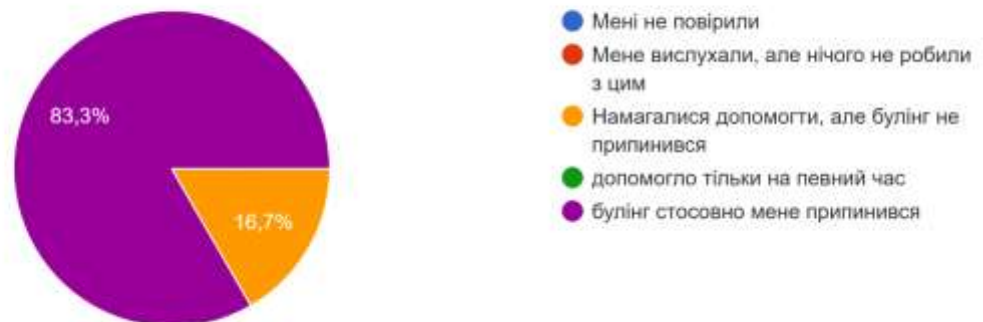 83,3%
16,7%
Мені не повірили
Мене вислухали, але нічого не робили
з цим
Намагалися допомогти, але булінг не
припинився
допомогло тільки на певний час
булінг стосовно мене припинився